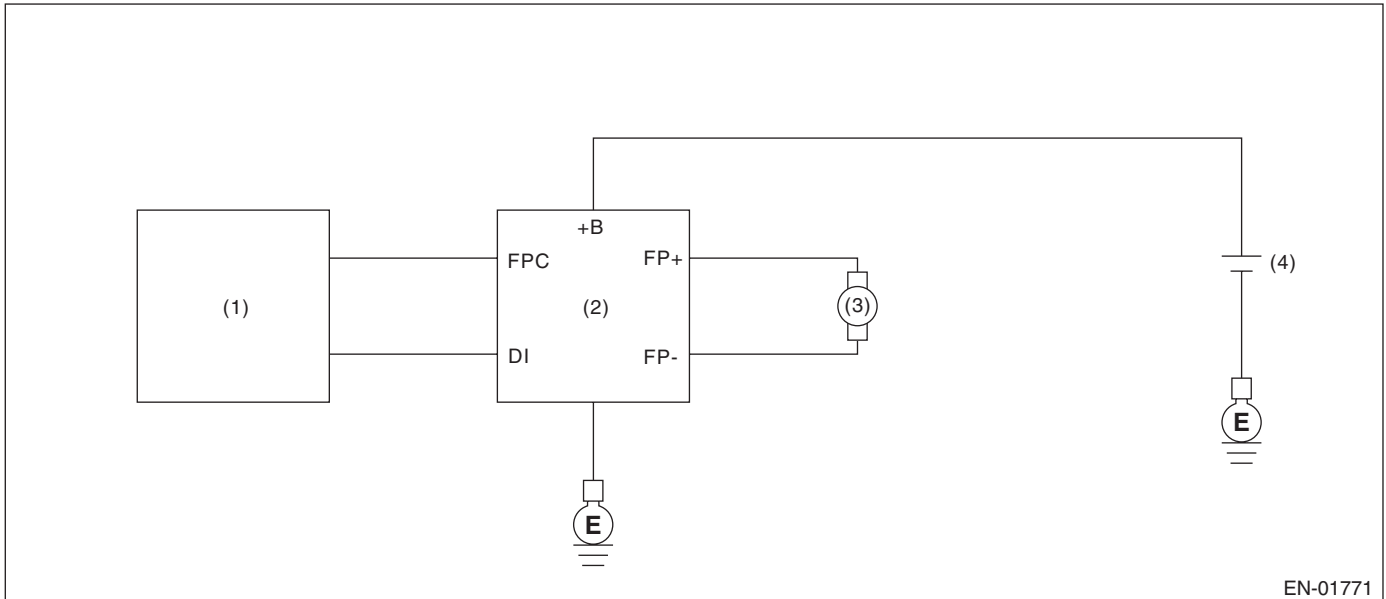 +B
FPC
FP+
(4)
(1)
(2)
(3)
DI
FP-
E
E
EN-01771